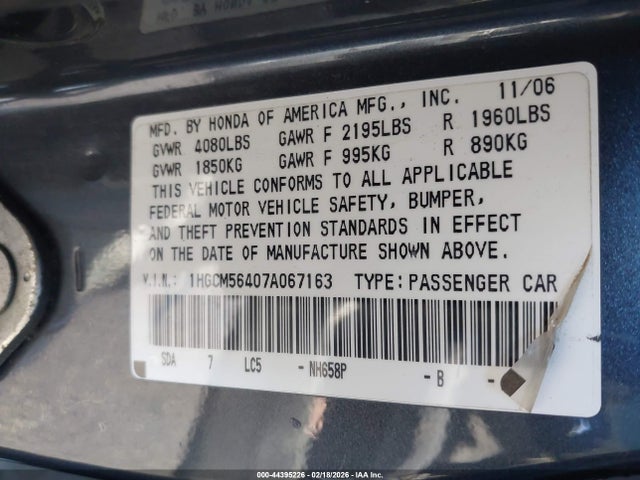 MFD. BY HONDA OF AMERICA MFG., INC. 11/06
GVWR 4080LBS GAWR F 2195LBS R 1960LBS
GVWR 1850KG GAWR F 995KG R 890KG
THIS VEHICLE CONFORMS TO ALL APPLICABLE
FEDERAL MOTOR VEHICLE SAFETY, BUMPER,
AND THEFT PREVENTION STANDARDS IN EFFECT
ON THE DATE OF MANUFACTURE SHOWN ABOVE.
V.I.N.: 1HGCM56407A067163 TYPE: PASSENGER CAR
SDA 7 LC5 - NH658P - B -
000-44395226 - 02/18/2026 - IAA Inc.